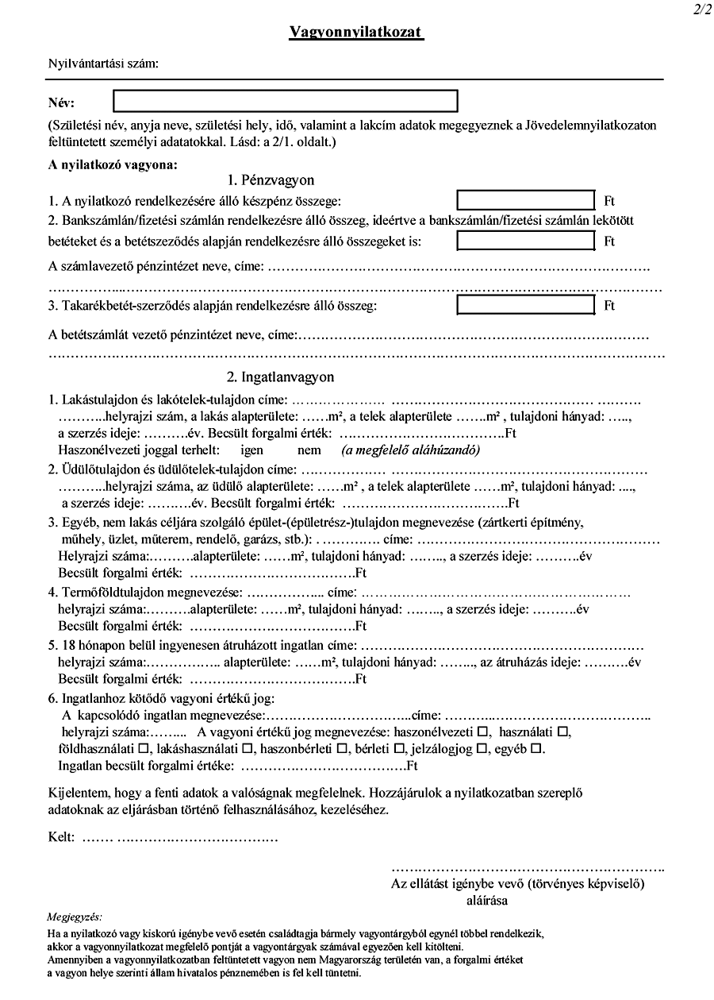 2/2
Vagyonnyilatkozat
Nyilvántartási szám:
Név:
(Születési név, anyja neve, születési hely, idő, valamint a lakcím adatok megegyeznek a Jövedelemnyilatkozaton
feltüntetett személyi adatatokkal. Lásd: a 2/1. oldalt.)
A nyilatkozó vagyona:
1. Pénzvagyon
1. A nyilatkozó rendelkezésére álló készpénz összege: Ft
2. Bankszámlán/fizetési számlán rendelkezésre álló összeg, ideértve a bankszámlán/fizetési számlán lekötött
betéteket és a betétszeződés alapján rendelkezésre álló összegeket is: Ft
A számlavezető pénzintézet neve, címe: ………………………………………………………………………….
………………………………………………………………………………………………………………
3. Takarékbetét-szerződés alapján rendelkezésre álló összeg: Ft
A betétszámlát vezető pénzintézet neve, címe:……………………………………………………………
………………………………………………………………………………………………………………
2. Ingatlanvagyon
1. Lakástulajdon és lakótelek-tulajdon címe: ………………… ……………………………………… ………
………..helyrajzi szám, a lakás alapterülete: ……m², a telek alapterülete …….m² , tulajdoni hányad: …..,
a szerzés ideje: ……….év. Becsült forgalmi érték: ……………………………….Ft
Haszonélvezeti joggal terhelt: igen nem (a megfelelő aláhúzandó)
2. Üdülőtulajdon és üdülőtelek-tulajdon címe: ……………… ………………………………………………
………..helyrajzi száma, az üdülő alapterülete: ……m² , a telek alapterülete ……m², tulajdoni hányad: ....,
a szerzés ideje: ……….év. Becsült forgalmi érték: ……………………………….Ft
3. Egyéb, nem lakás céljára szolgáló épület-(épületrész-)tulajdon megnevezése (zártkerti építmény,
műhely, üzlet, műterem, rendelő, garázs, stb.): . …………. címe: ………………………………………………
Helyrajzi száma:……….alapterülete: ……m², tulajdoni hányad: …….., a szerzés ideje: ……….év
Becsült forgalmi érték: ……………………………….Ft
4. Termőföldtulajdon megnevezése: …………….. címe: ……………………………………………………
helyrajzi száma:……….alapterülete: ……m², tulajdoni hányad: …….., a szerzés ideje: ……….év
Becsült forgalmi érték: ……………………………….Ft
5. 18 hónapon belül ingyenesen átruházott ingatlan címe: ………………………………………………………
helyrajzi száma:…………….. alapterülete: ……m², tulajdoni hányad: …….., az átruházás ideje: ……….év
Becsült forgalmi érték: ……………………………….Ft
6. Ingatlanhoz kötődő vagyoni értékű jog:
A kapcsolódó ingatlan megnevezése:…………………………..címe: ………..……………………………..
helyrajzi száma:…….... A vagyoni értékű jog megnevezése: haszonélvezeti ☐, használati ☐,
földhasználati ☐, lakáshasználati ☐, haszonbérleti ☐, bérleti ☐, jelzálogjog ☐, egyéb ☐.
Ingatlan becsült forgalmi értéke: ……………………………….Ft
Kijelentem, hogy a fenti adatok a valóságnak megfelelnek. Hozzájárulok a nyilatkozatban szereplő
adatoknak az eljárásban történő felhasználásához, kezeléséhez.
Kelt: ……. ………………………………
……………………………………………………..
Az ellátást igénybe vevő (törvényes képviselő)
aláírása
Megjegyzés:
Ha a nyilatkozó vagy kiskorú igénybe vevő esetén családtagja bármely vagyontárgyból egynél többel rendelkezik,
akkor a vagyonnyilatkozat megfelelő pontját a vagyontárgyak számával egyezően kell kitölteni.
Amennyiben a vagyonnyilatkozatban feltüntetett vagyon nem Magyarország területén van, a forgalmi értéket
a vagyon helye szerinti állam hivatalos pénznemében is fel kell tüntetni.